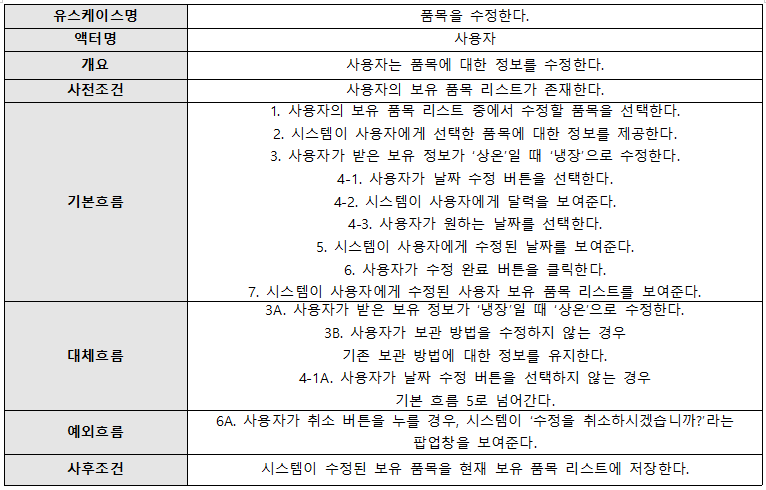 유스케이스명
품목을 수정한다.
액터명
사용자
개요
사용자는 품목에 대한 정보를 수정한다.
사전조건
사용자의 보유 품목 리스트가 존재한다.
기본흐름
1. 사용자의 보유 품목 리스트 중에서 수정할 품목을 선택한다.
2. 시스템이 사용자에게 선택한 품목에 대한 정보를 제공한다.
3. 사용자가 받은 보유 정보가 ‘상온’일 때 ‘냉장’으로 수정한다.
4-1. 사용자가 날짜 수정 버튼을 선택한다.
4-2. 시스템이 사용자에게 달력을 보여준다.
4-3. 사용자가 원하는 날짜를 선택한다.
5. 시스템이 사용자에게 수정된 날짜를 보여준다.
6. 사용자가 수정 완료 버튼을 클릭한다.
7. 시스템이 사용자에게 수정된 사용자 보유 품목 리스트를 보여준다.
대체흐름
3A. 사용자가 받은 보유 정보가 ‘냉장’일 때 ‘상온’으로 수정한다.
3B. 사용자가 보관 방법을 수정하지 않는 경우
기존 보관 방법에 대한 정보를 유지한다.
4-1A. 사용자가 날짜 수정 버튼을 선택하지 않는 경우
기본 흐름 5로 넘어간다.
예외흐름
6A. 사용자가 취소 버튼을 누를 경우, 시스템이 ‘수정을 취소하시겠습니까?’라는
팝업창을 보여준다.
사후조건
시스템이 수정된 보유 품목을 현재 보유 품목 리스트에 저장한다.